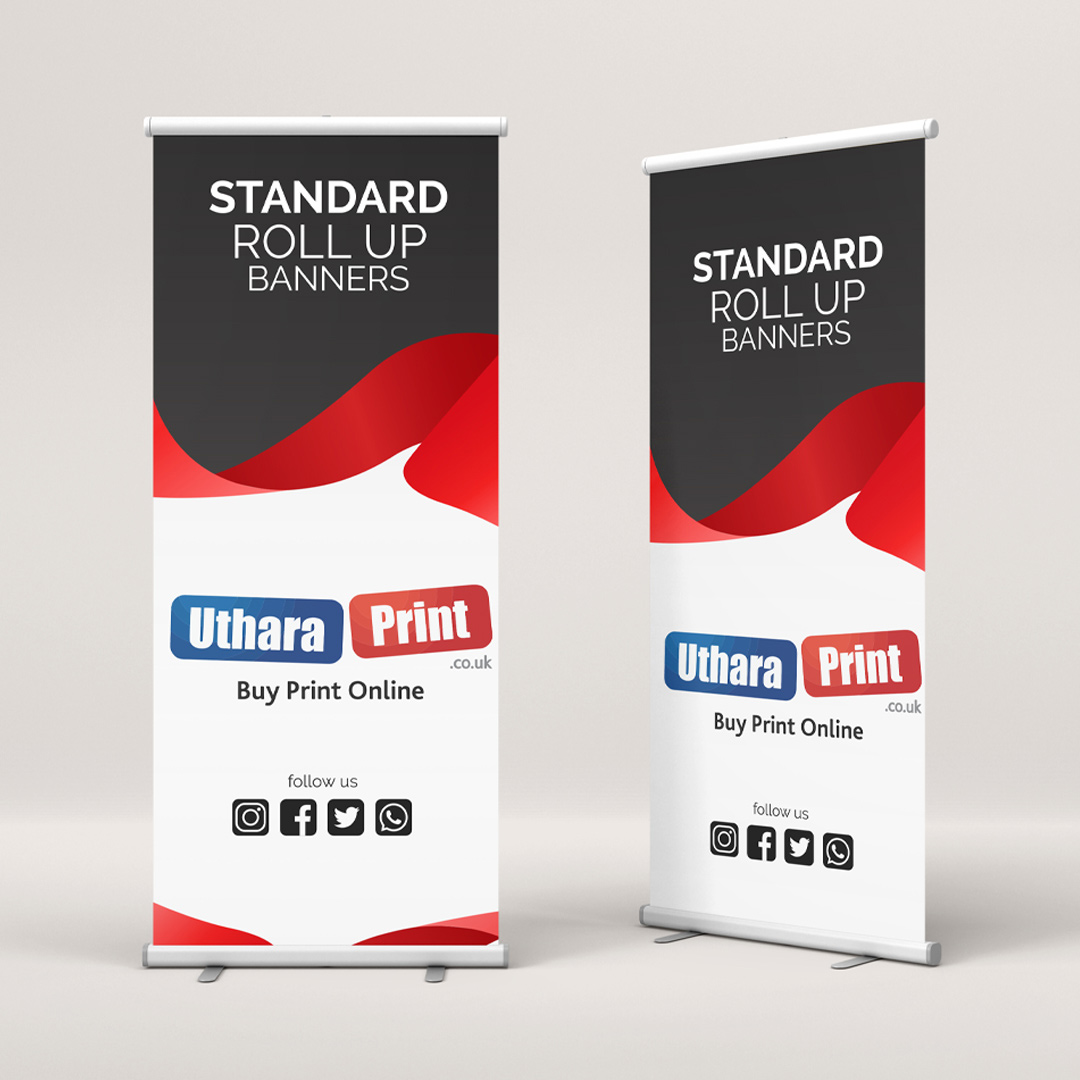 STANDARD
ROLL UP
BANNERS
Uthara Print
.co.uk
Buy Print Online
follow us
STANDARD
ROLL UP
BANNERS
Uthara Print
.co.uk
Buy Print Online
follow us